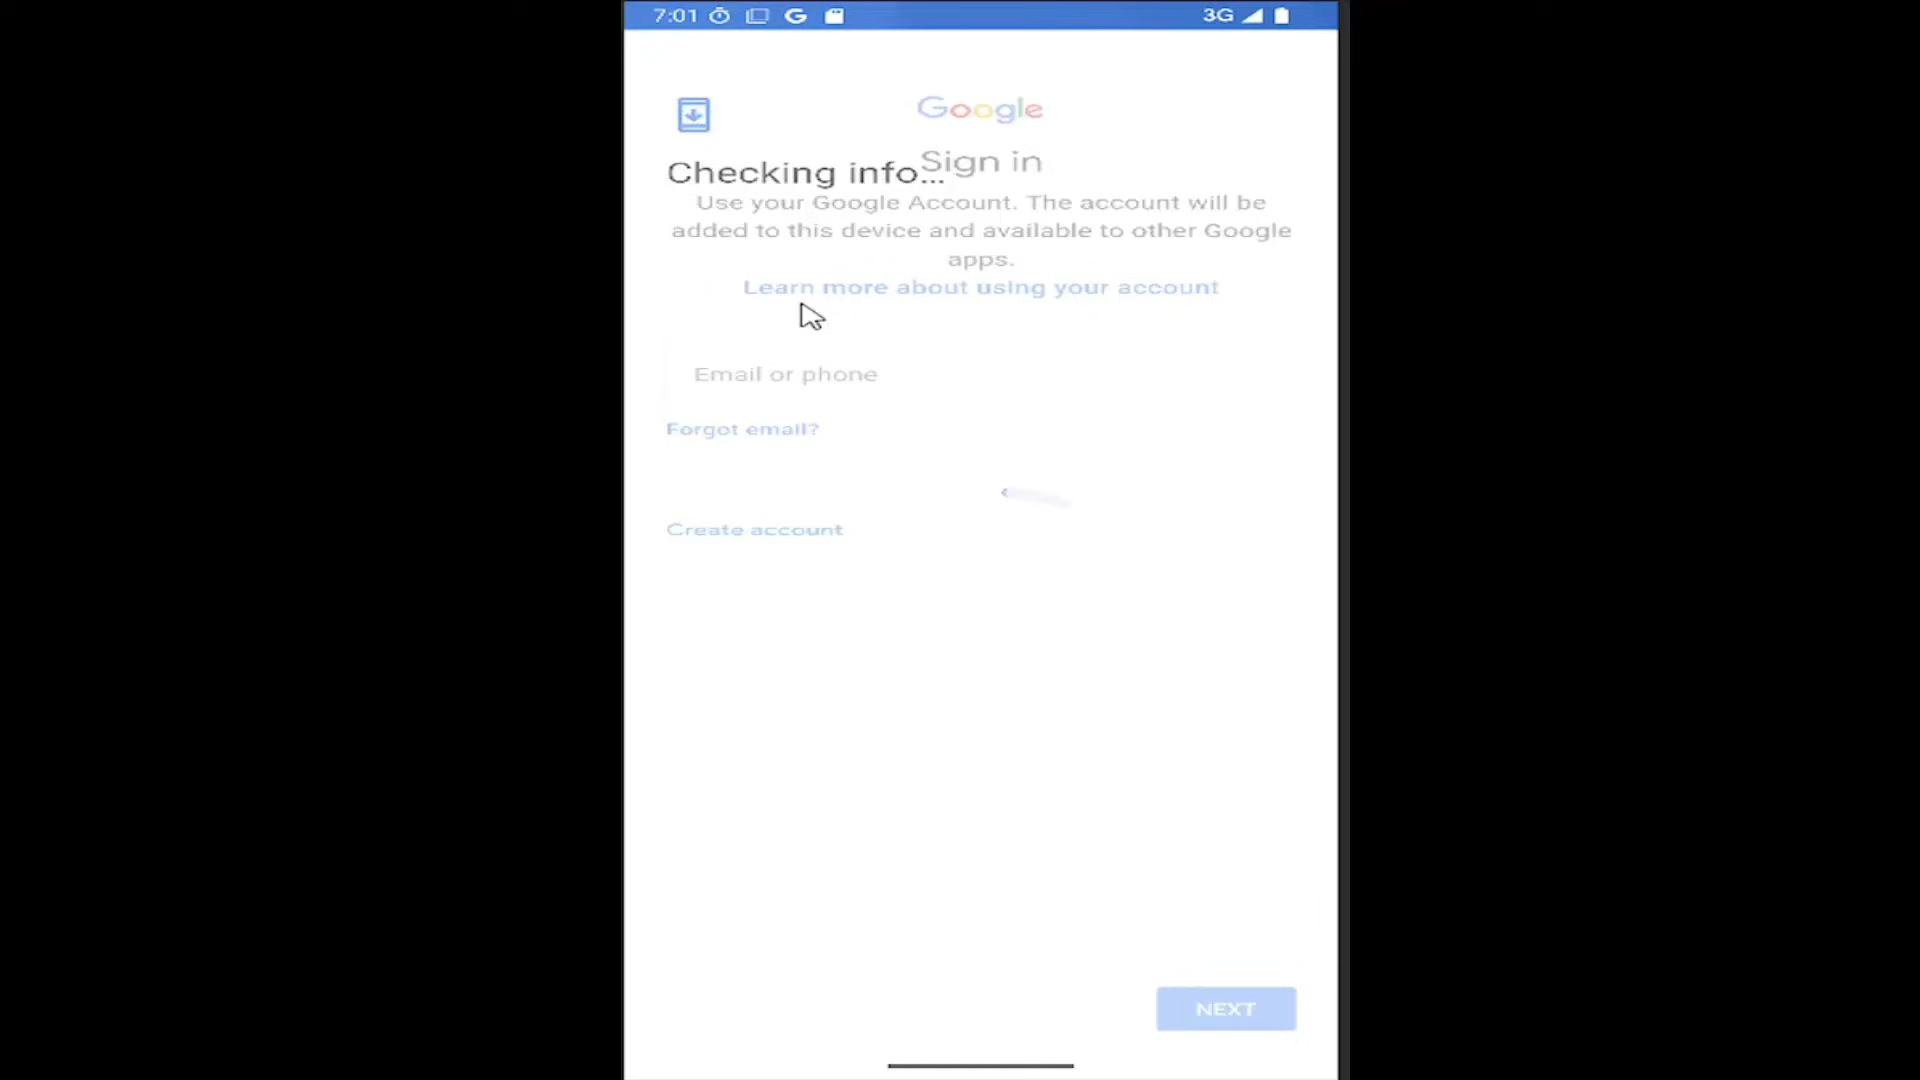 7:01
3G
Google
Sign in
Checking info...
Use your Google Account. The account will be
added to this device and available to other Google
apps.
Learn more about using your account
Email or phone
Forgot email?
Create account
NEXT